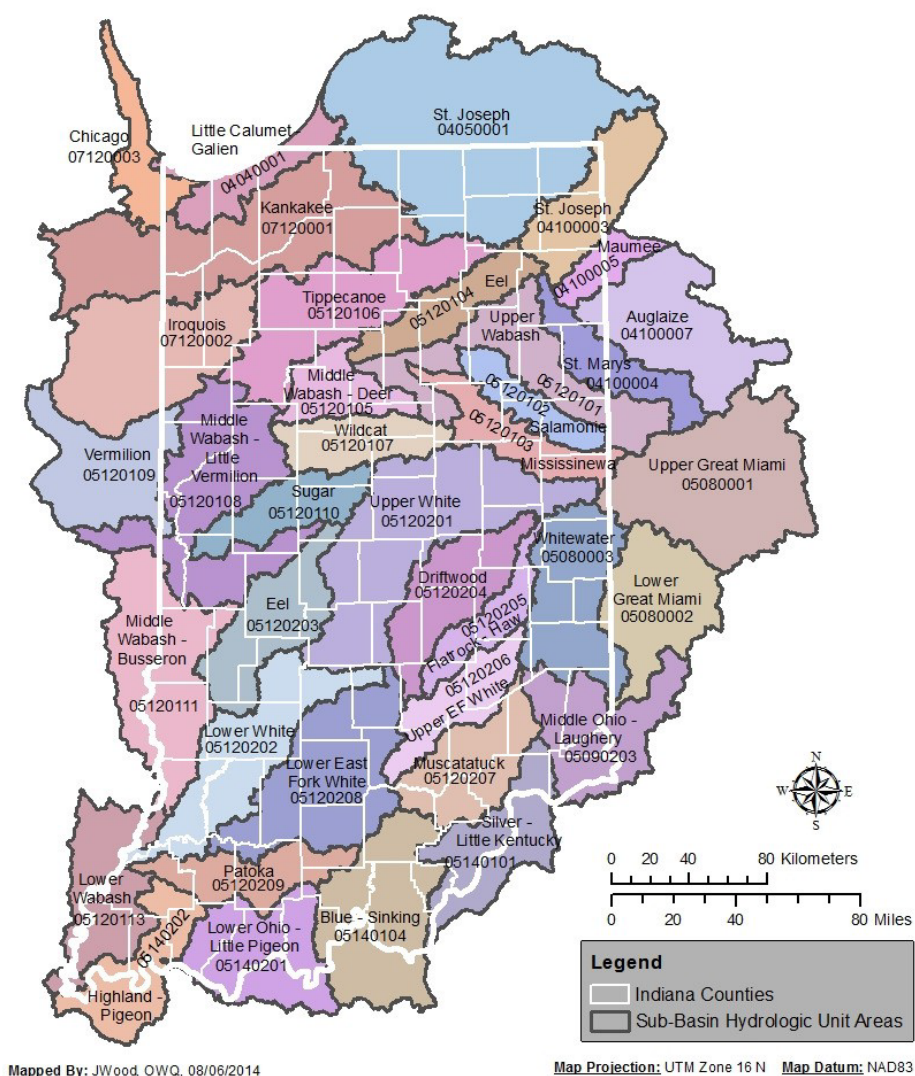 St. Joseph
04050001
Chicago
07120003
Little Calumet
Galien
04040001
Kankakee
07120001
St. Joseph
04100003
Maumee
04100005
Eel
05120104
Tippecanoe
05120106
Upper
Wabash
05120101
Auglaize
04100007
Iroquois
07120002
St. Marys
04100004
Middle
Wabash - Deer
05120105
05120102
Salamonie
Middle
Wabash -
Little
Vermilion
05120108
Wildcat
05120107
05120103
Mississinewa
Vermilion
05120109
Upper Great Miami
05080001
Sugar
05120110
Upper White
05120201
Whitewater
05080003
Driftwood
05120204
Lower
Great Miami
05080002
Eel
05120203
05120205
Flatrock - Haw
Middle
Wabash -
Busseron
05120111
05120206
Upper EF White
Lower White
05120202
Middle Ohio -
Laughery
05090203
Lower East
Fork White
05120208
Muscatatuck
05120207
N
W
E
S
Silver -
Little Kentucky
05140101
Patoka
05120209
Lower
Wabash
05120113
05140202
Lower Ohio -
Little Pigeon
05140201
Blue - Sinking
05140104
Highland -
Pigeon
0 20 40 80 Kilometers
0 20 40 80 Miles
Legend
Indiana Counties
Sub-Basin Hydrologic Unit Areas
Mapped By: JWood, OWQ, 08/06/2014
Map Projection: UTM Zone 16 N Map Datum: NAD83